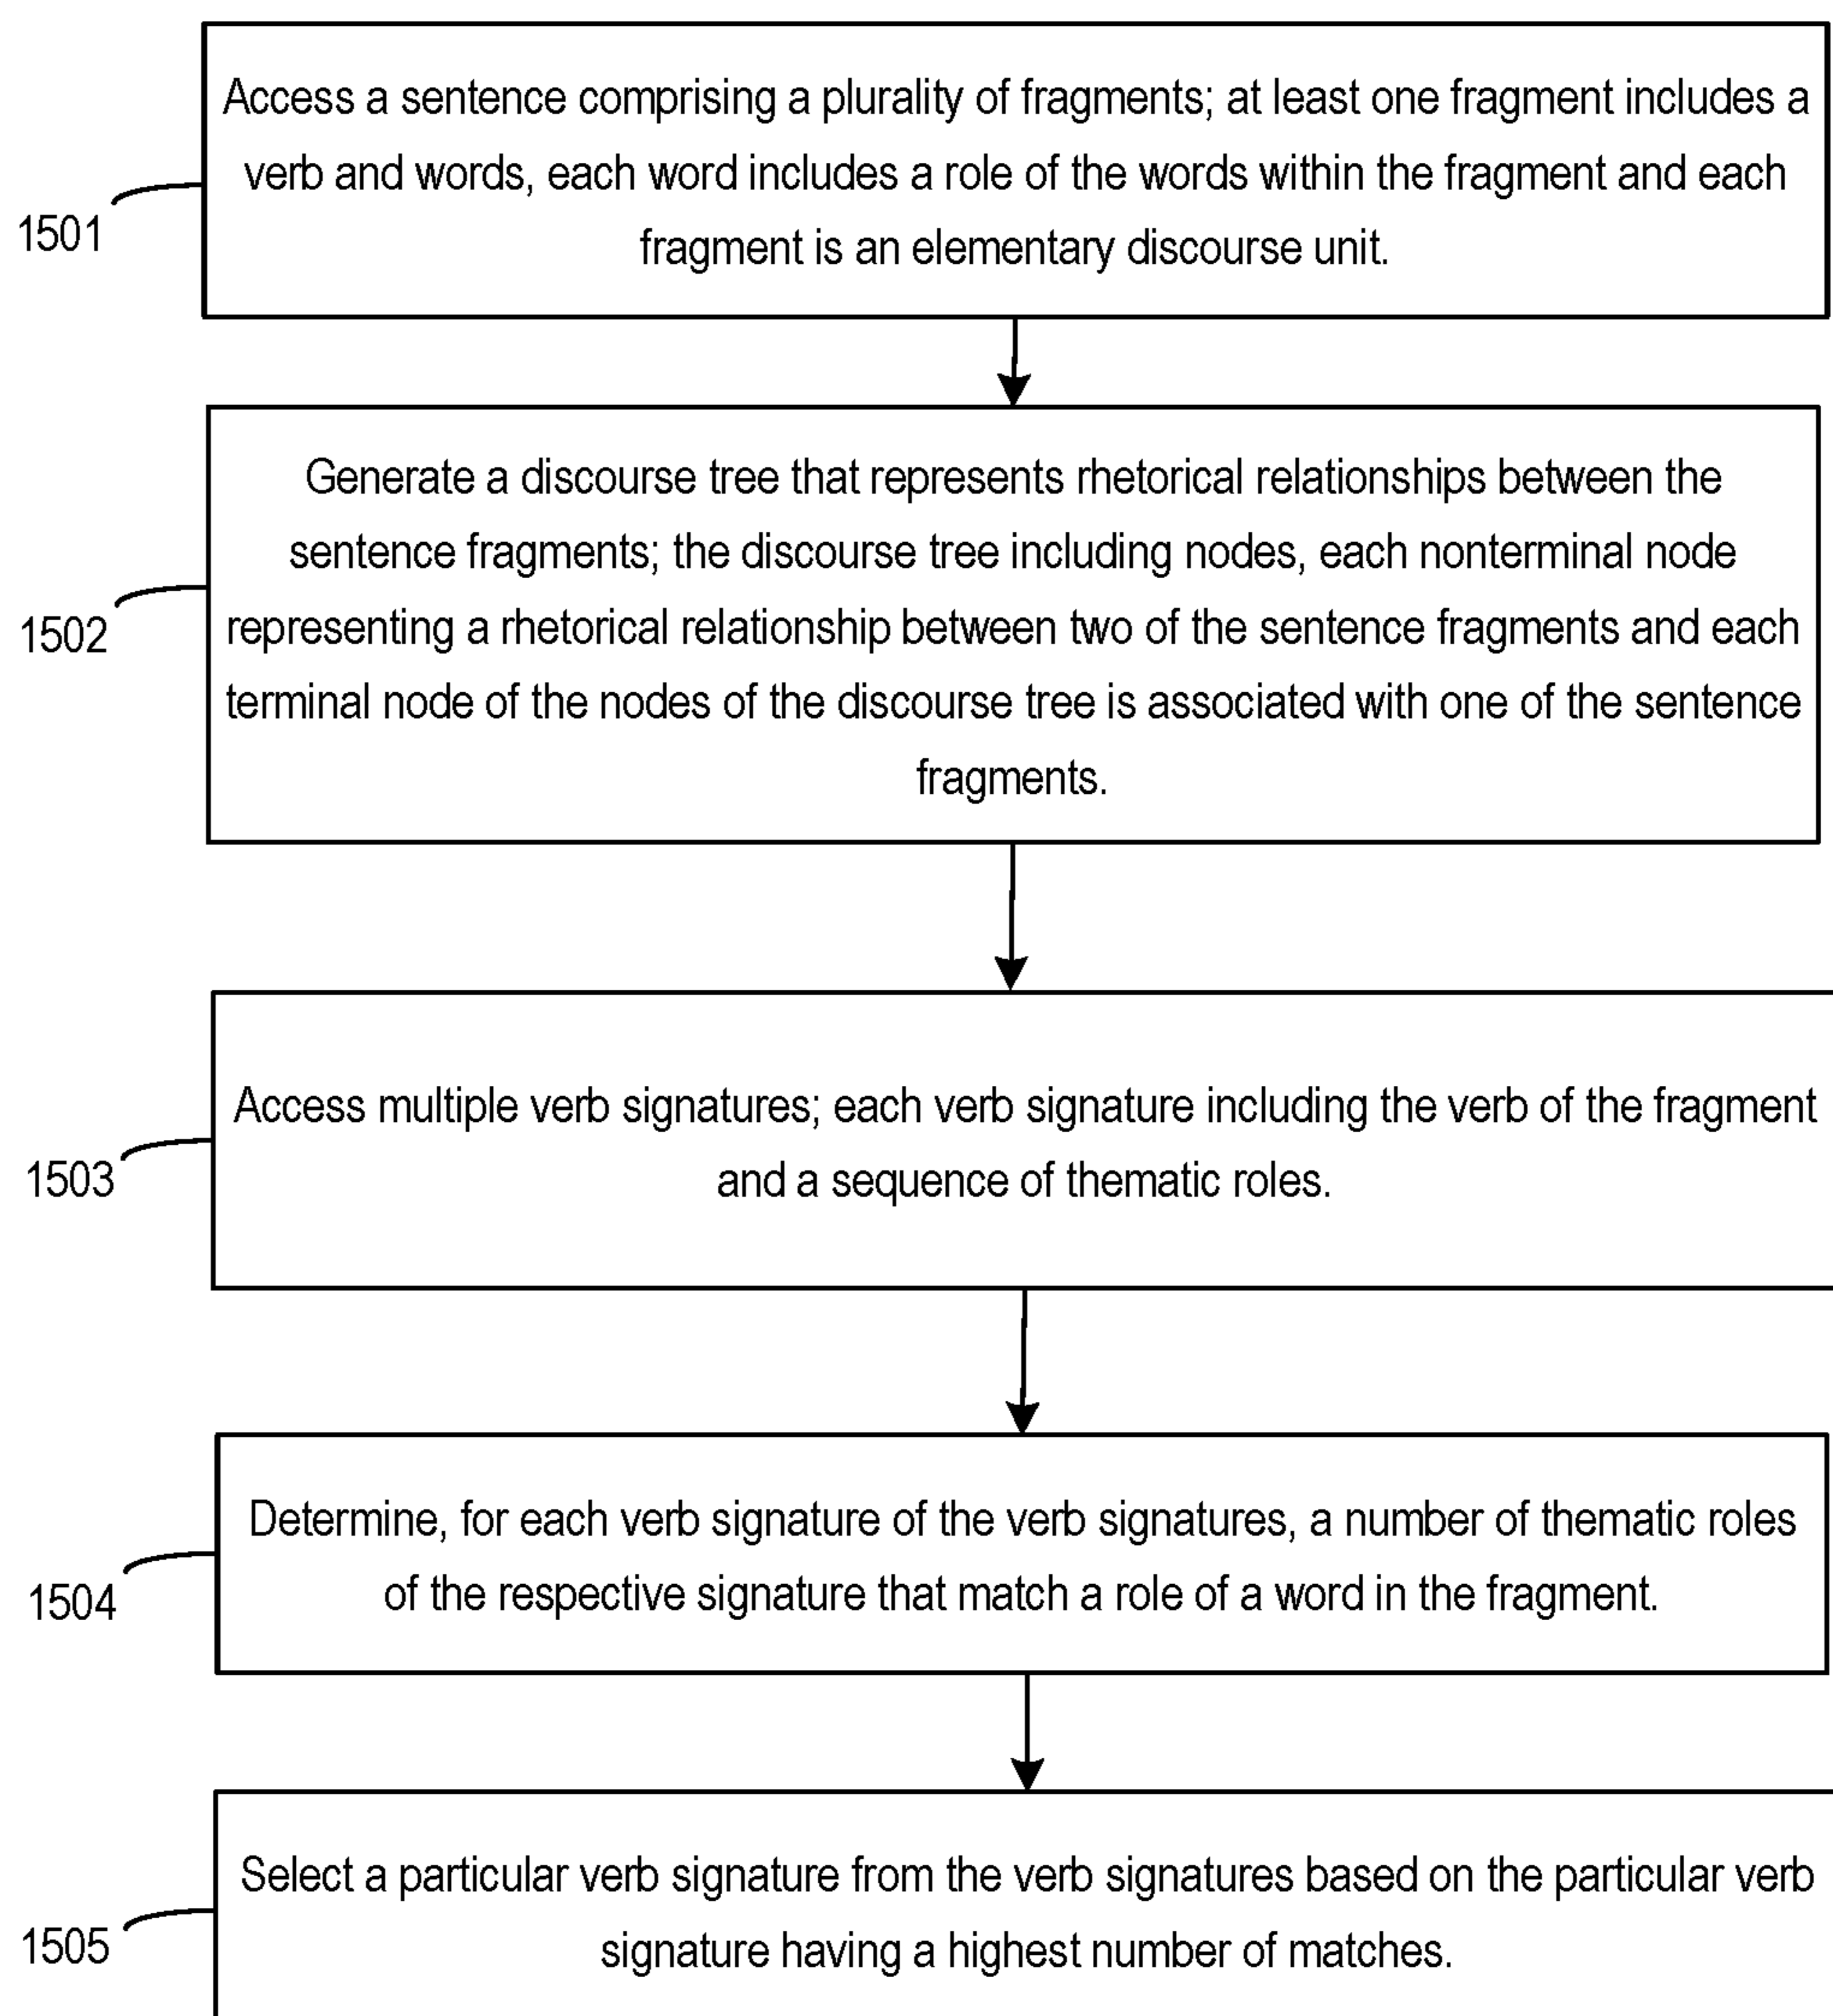 Access a sentence comprising a plurality of fragments; at least one fragment includes a
verb and words, each word includes a role of the words within the fragment and each
fragment is an elementary discourse unit.
1501
Generate a discourse tree that represents rhetorical relationships between the
sentence fragments; the discourse tree including nodes, each nonterminal node
representing a rhetorical relationship between two of the sentence fragments and each
terminal node of the nodes of the discourse tree is associated with one of the sentence
fragments.
1502
Access multiple verb signatures; each verb signature including the verb of the fragment
and a sequence of thematic roles.
1503
Determine, for each verb signature of the verb signatures, a number of thematic roles
of the respective signature that match a role of a word in the fragment.
1504
Select a particular verb signature from the verb signatures based on the particular verb
signature having a highest number of matches.
1505